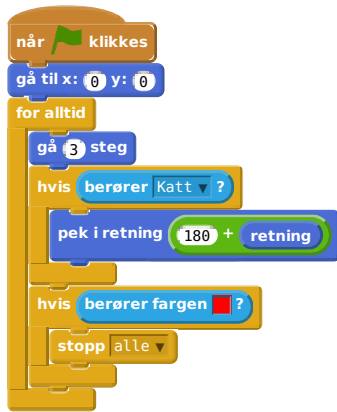 når klikkes
gå til x: 0 y: 0
for alltid
gå 3 steg
hvis berører Katt ▼ ?
pek i retning 180 + retning
hvis berører fargen ?
stopp alle ▼